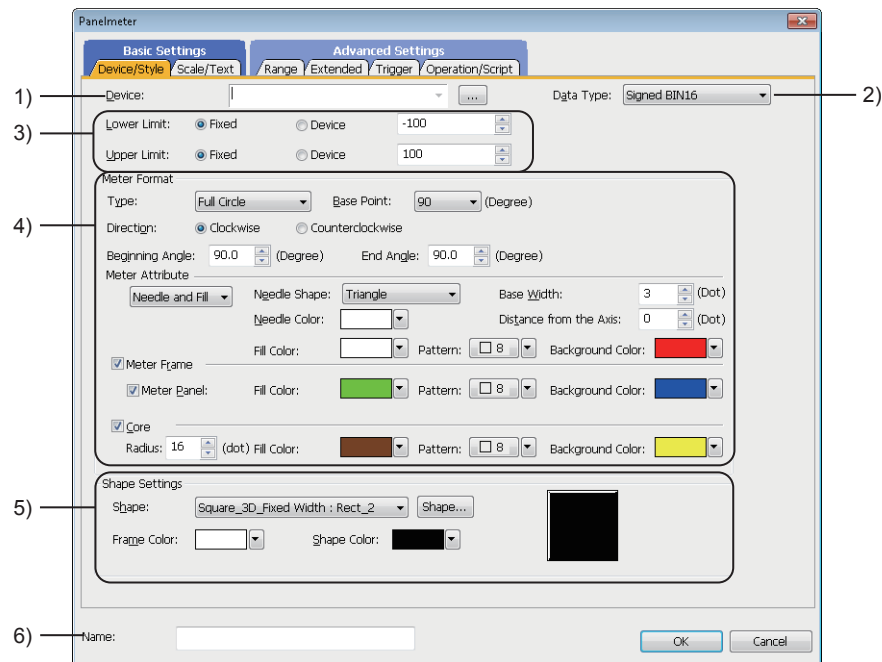 Panelmeter
Basic Settings Advanced Settings
Device/Style Scale/Text Range Extended Trigger Operation/Script
1) Device: ... Data Type: Signed BIN16 2)
3) Lower Limit: Fixed Device -100
Upper Limit: Fixed Device 100
Meter Format
Type: Full Circle Base Point: 90 (Degree)
4) Direction: Clockwise Counterclockwise
Beginning Angle: 90.0 (Degree) End Angle: 90.0 (Degree)
Meter Attribute
Needle and Fill Needle Shape: Triangle Base Width: 3 (Dot)
Needle Color: Distance from the Axis: 0 (Dot)
Fill Color: Pattern: 8 Background Color:
Meter Frame
Meter Panel: Fill Color: Pattern: 8 Background Color:
Core
Radius: 16 (dot) Fill Color: Pattern: 8 Background Color:
Shape Settings
5) Shape: Square_3D_Fixed Width : Rect_2 Shape...
Frame Color: Shape Color:
6) Name:
OK Cancel